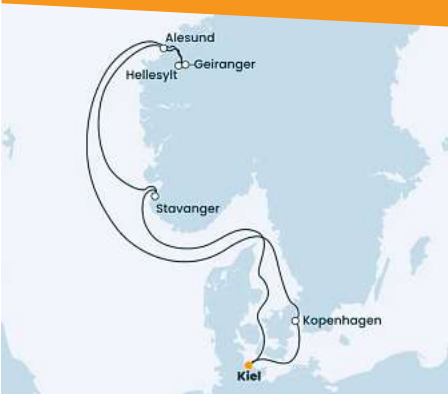 Alesund
Hellesylt
Geiranger
Stavanger
Kopenhagen
Kiel